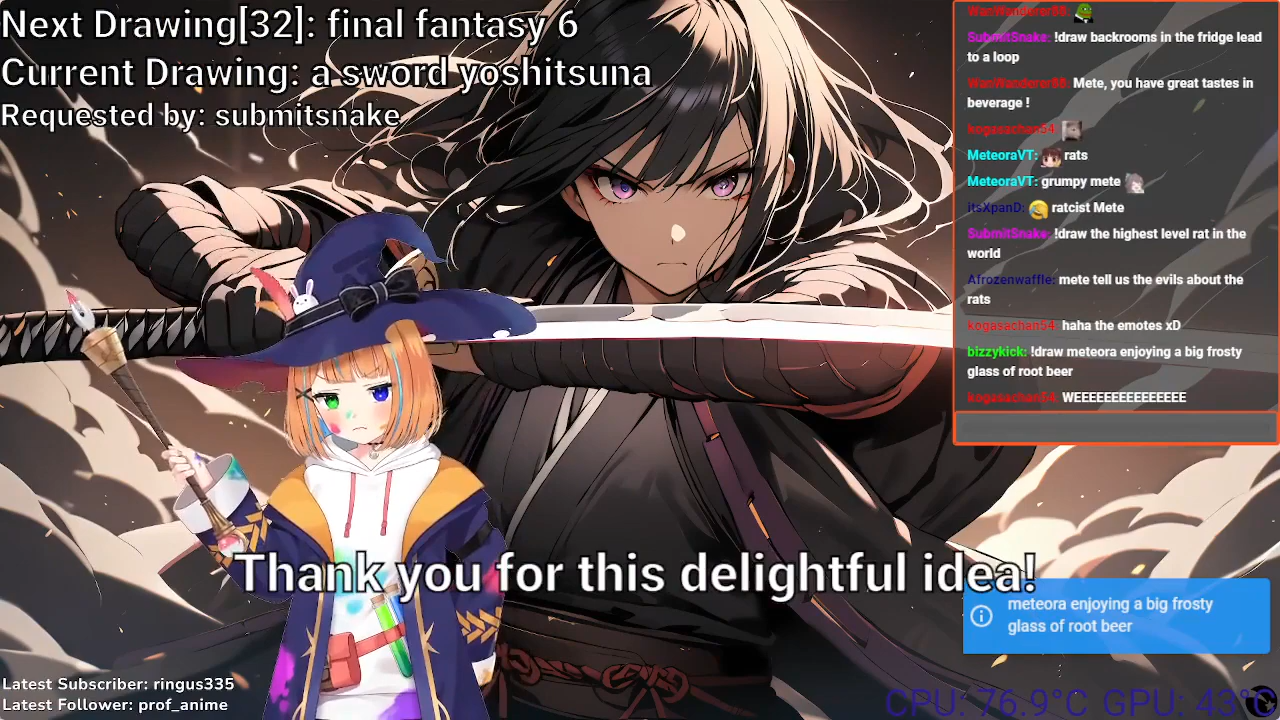 Next Drawing[32]: final fantasy 6
Current Drawing: a sword yoshitsuna
Requested by: submitsnake
WanWanderer88:
SubmitSnake: !draw backrooms in the fridge lead
to a loop
WanWanderer88: Mete, you have great tastes in
beverage !
kogasachan54:
MeteoraVT: rats
MeteoraVT: grumpy mete
itsXpanD: ratcist Mete
SubmitSnake: !draw the highest level rat in the
world
Afrozenwaffle: mete tell us the evils about the
rats
kogasachan54: haha the emotes xD
bizzykick: !draw meteora enjoying a big frosty
glass of root beer
kogasachan54: WEEEEEEEEEEEEEEE
Thank you for this delightful idea!
meteora enjoying a big frosty
glass of root beer
Latest Subscriber: ringus335
Latest Follower: prof_anime
CPU: 76.9°C GPU: 43°C